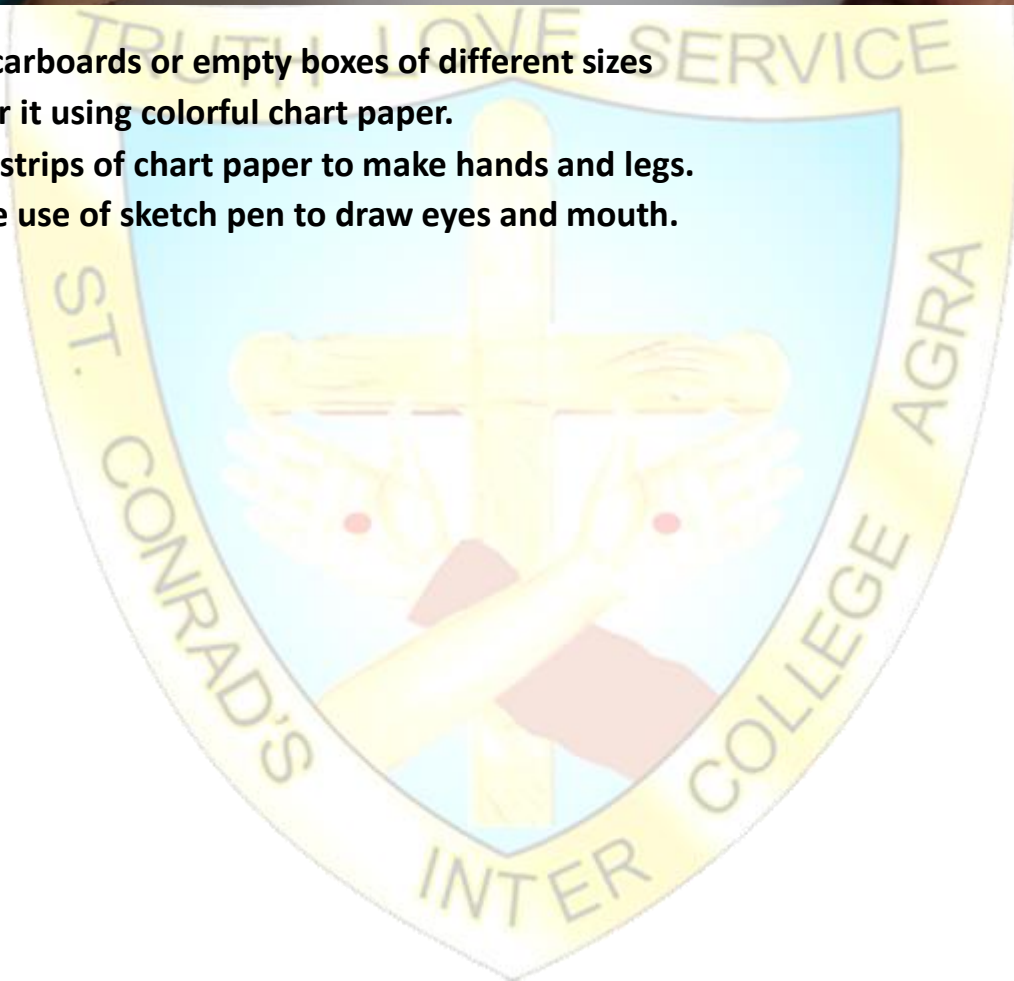 TRUTH LOVE SERVICE
carboards or empty boxes of different sizes
r it using colorful chart paper.
strips of chart paper to make hands and legs.
e use of sketch pen to draw eyes and mouth.
ST. CONRAD'S INTER COLLEGE AGRA